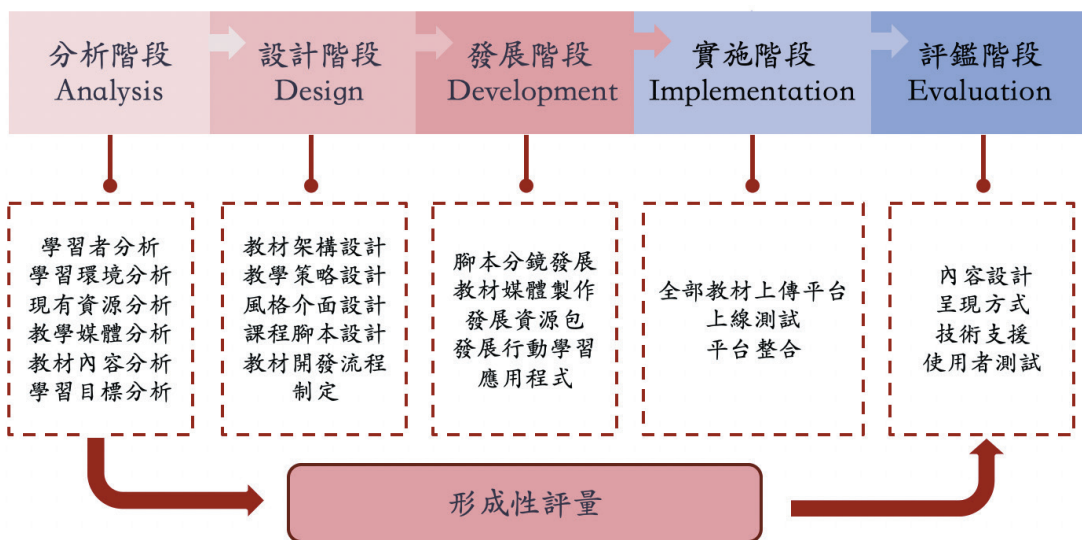 分析階段
Analysis
設計階段
Design
發展階段
Development
實施階段
Implementation
評鑑階段
Evaluation
學習者分析
學習環境分析
現有資源分析
教學媒體分析
教材內容分析
學習目標分析
教材架構設計
教學策略設計
風格介面設計
課程腳本設計
教材開發流程
制定
腳本分鏡發展
教材媒體製作
發展資源包
發展行動學習
應用程式
全部教材上傳平台
上線測試
平台整合
內容設計
呈現方式
技術支援
使用者測試
形成性評量